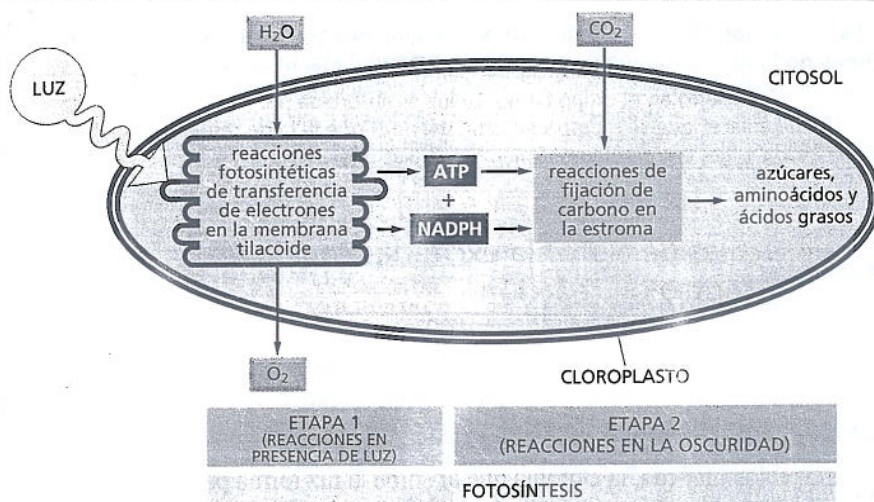 H₂O
CO₂
CITOSOL
LUZ
reacciones
fotosintéticas
de transferencia
de electrones
en la membrana
tilacoide
ATP
+
NADPH
reacciones de
fijación de
carbono en
la estroma
azúcares,
aminoácidos y
ácidos grasos
O₂
CLOROPLASTO
ETAPA 1
(REACCIONES EN
PRESENCIA DE LUZ)
ETAPA 2
(REACCIONES EN LA OSCURIDAD)
FOTOSÍNTESIS